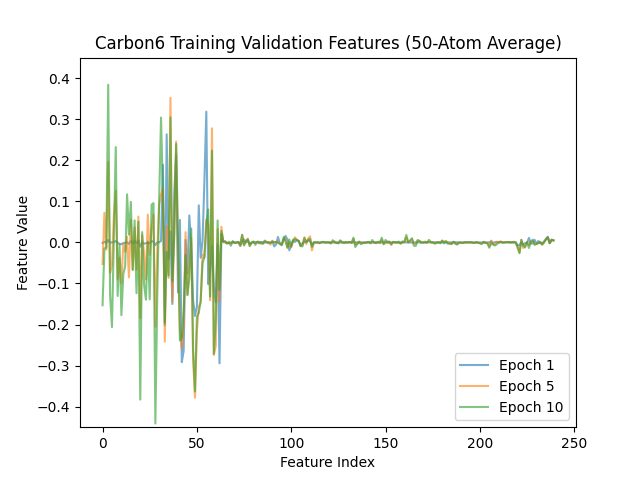 Carbon6 Training Validation Features (50-Atom Average)
0.4
0.3
0.2
0.1
0.0
−0.1
−0.2
−0.3
−0.4
Feature Value
0 50 100 150 200 250
Feature Index
Epoch 1
Epoch 5
Epoch 10